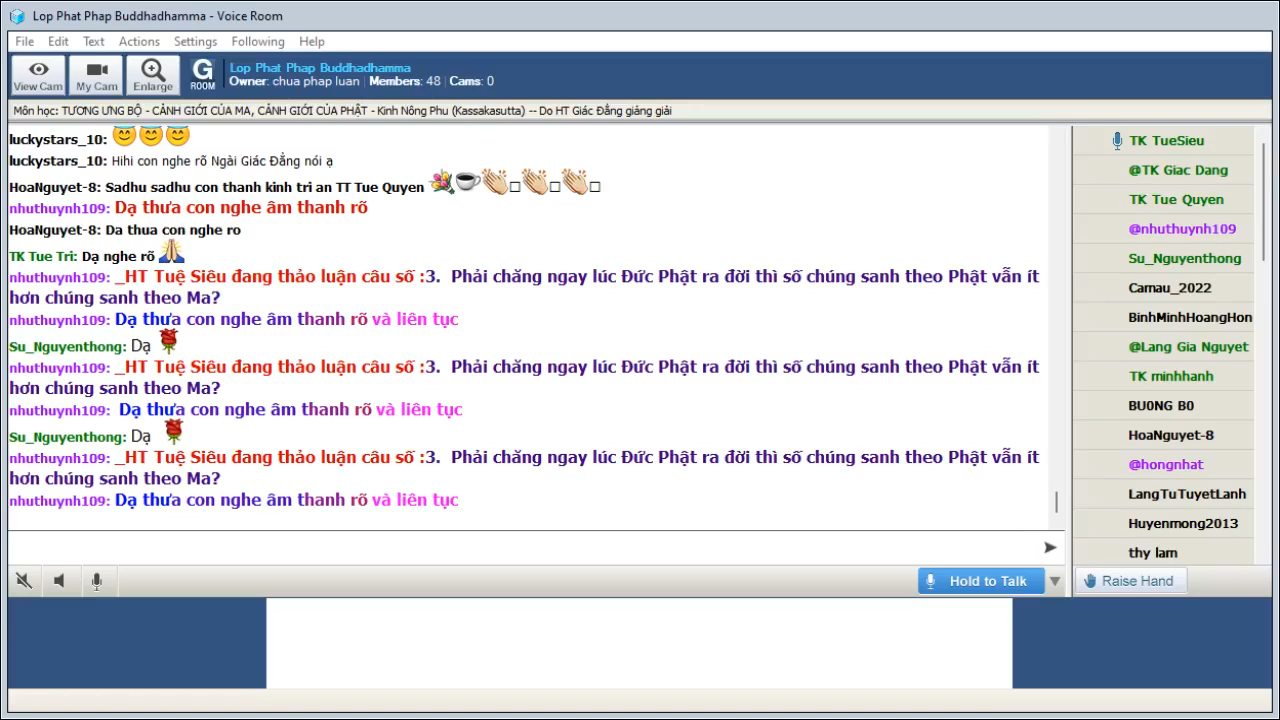 Lop Phat Phap Buddhadhamma - Voice Room
File Edit Text Actions Settings Following Help
View Cam My Cam Enlarge G ROOM
Lop Phat Phap Buddhadhamma
Owner: chua phap luan Members: 48 Cams: 0
Môn học: TƯƠNG ƯNG BỘ - CẢNH GIỚI CỦA MA, CẢNH GIỚI CỦA PHẬT - Kinh Nông Phu (Kassakasutta) -- Do HT Giác Đẳng giảng giải
luckystars_10: 😇😇😇
luckystars_10: Hihi con nghe rõ Ngài Giác Đẳng nói ạ
HoaNguyet-8: Sadhu sadhu con thanh kinh tri an TT Tue Quyen
nhuthuynh109: Dạ thưa con nghe âm thanh rõ
HoaNguyet-8: Da thua con nghe ro
TK Tue Tri: Dạ nghe rõ
nhuthuynh109: _HT Tuệ Siêu đang thảo luận câu số :3. Phải chăng ngay lúc Đức Phật ra đời thì số chúng sanh theo Phật vẫn ít
hơn chúng sanh theo Ma?
nhuthuynh109: Dạ thưa con nghe âm thanh rõ và liên tục
Su_Nguyenthong: Dạ
nhuthuynh109: _HT Tuệ Siêu đang thảo luận câu số :3. Phải chăng ngay lúc Đức Phật ra đời thì số chúng sanh theo Phật vẫn ít
hơn chúng sanh theo Ma?
nhuthuynh109: Dạ thưa con nghe âm thanh rõ và liên tục
Su_Nguyenthong: Dạ
nhuthuynh109: _HT Tuệ Siêu đang thảo luận câu số :3. Phải chăng ngay lúc Đức Phật ra đời thì số chúng sanh theo Phật vẫn ít
hơn chúng sanh theo Ma?
nhuthuynh109: Dạ thưa con nghe âm thanh rõ và liên tục
TK TueSieu
@TK Giac Dang
TK Tue Quyen
@nhuthuynh109
Su_Nguyenthong
Camau_2022
BinhMinhHoangHon
@Lang Gia Nguyet
TK minhhanh
BU0NG B0
HoaNguyet-8
@hongnhat
LangTuTuyetLanh
Huyenmong2013
thy lam
Hold to Talk
Raise Hand